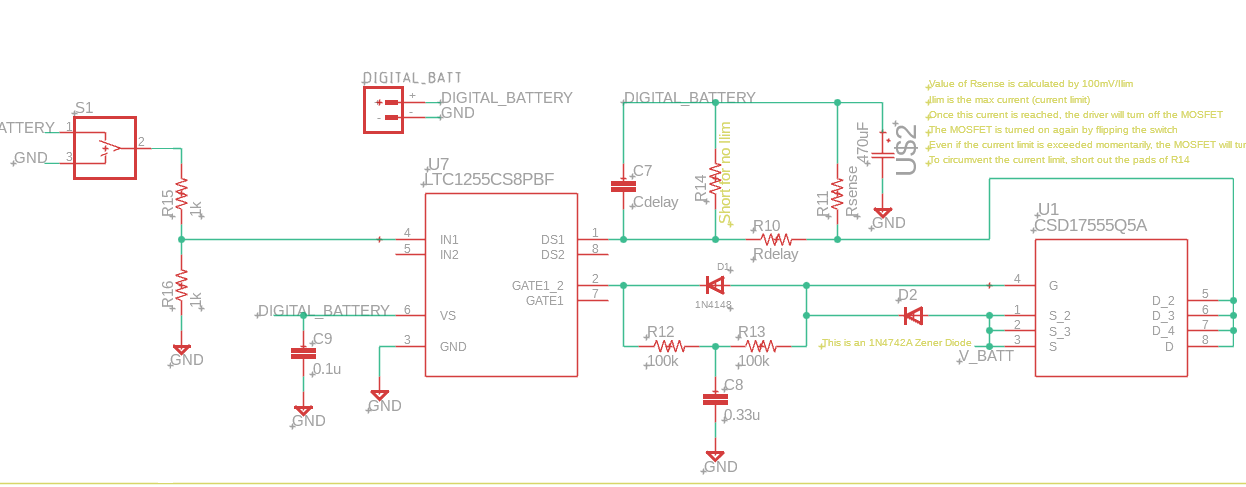 DIGITAL_BATT
S1
ATTERY
1
2
3
GND
+
-
DIGITAL_BATTERY
GND
DIGITAL_BATTERY
Value of Rsense is calculated by 100mV/Ilim
Ilim is the max current (current limit)
Once this current is reached, the driver will turn off the MOSFET
The MOSFET is turned on again by flipping the switch
Even if the current limit is exceeded momentarily, the MOSFET will tur
To circumvent the current limit, short out the pads of R14
470uF
U$2
GND
R15
1k
R16
1k
GND
U7
LTC1255CS8PBF
4
IN1
5
IN2
6
VS
3
GND
DS1
1
DS2
8
GATE1_2
2
GATE1
7
DIGITAL_BATTERY
C9
0.1u
GND
GND
C7
Cdelay
R14
Short for no Ilim
R11
Rsense
R10
Rdelay
D1
1N4148
R12
100k
R13
100k
C8
0.33u
GND
D2
This is an 1N4742A Zener Diode
V_BATT
U1
CSD17555Q5A
4
G
1
S_2
2
S_3
3
S
D_2
5
D_3
6
D_4
7
D
8